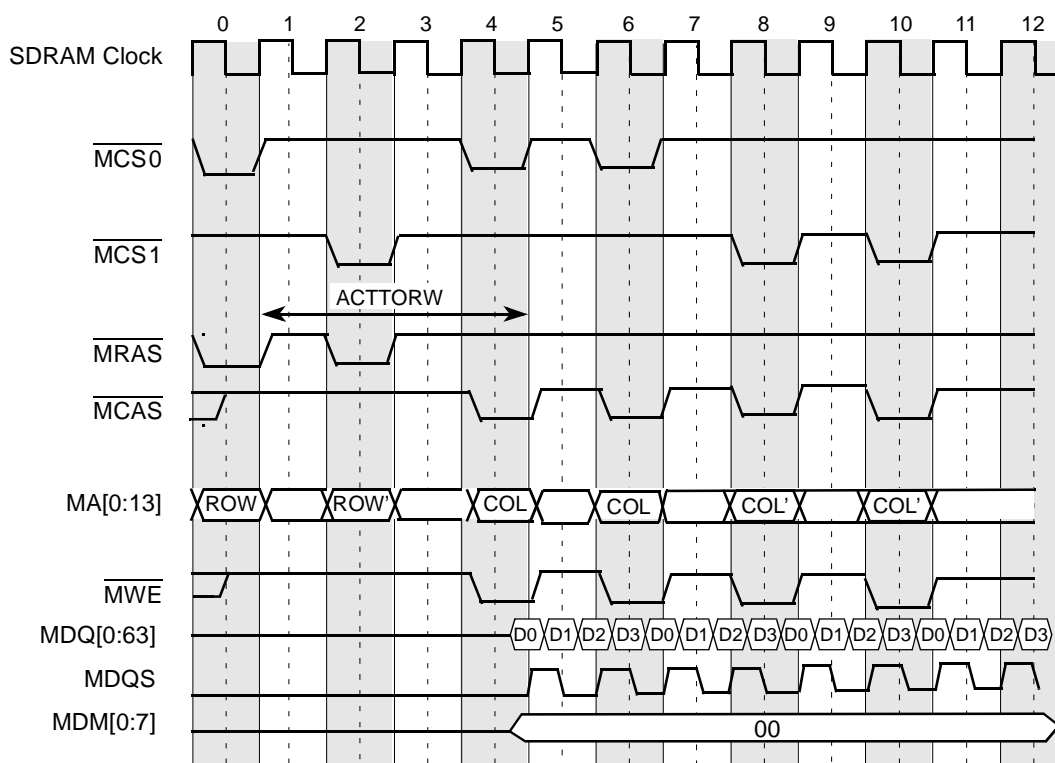 0 1 2 3 4 5 6 7 8 9 10 11 12
SDRAM Clock
MCS0
MCS1
ACTTORW
MRAS
MCAS
MA[0:13] ROW ROW' COL COL COL' COL'
MWE
MDQ[0:63] D0 D1 D2 D3 D0 D1 D2 D3 D0 D1 D2 D3 D0 D1 D2 D3
MDQS
MDM[0:7] 00